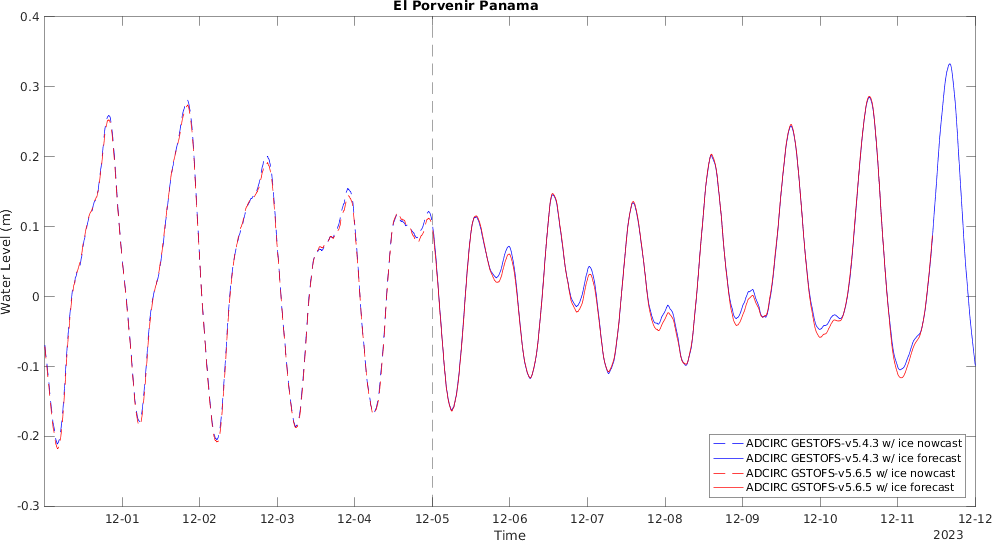 El Porvenir Panama
Water Level (m)
0.4
0.3
0.2
0.1
0
-0.1
-0.2
-0.3
12-01 12-02 12-03 12-04 12-05 12-06 12-07 12-08 12-09 12-10 12-11 12-12
Time
2023
ADCIRC GESTOFS-v5.4.3 w/ ice nowcast
ADCIRC GESTOFS-v5.4.3 w/ ice forecast
ADCIRC GSTOFS-v5.6.5 w/ ice nowcast
ADCIRC GSTOFS-v5.6.5 w/ ice forecast